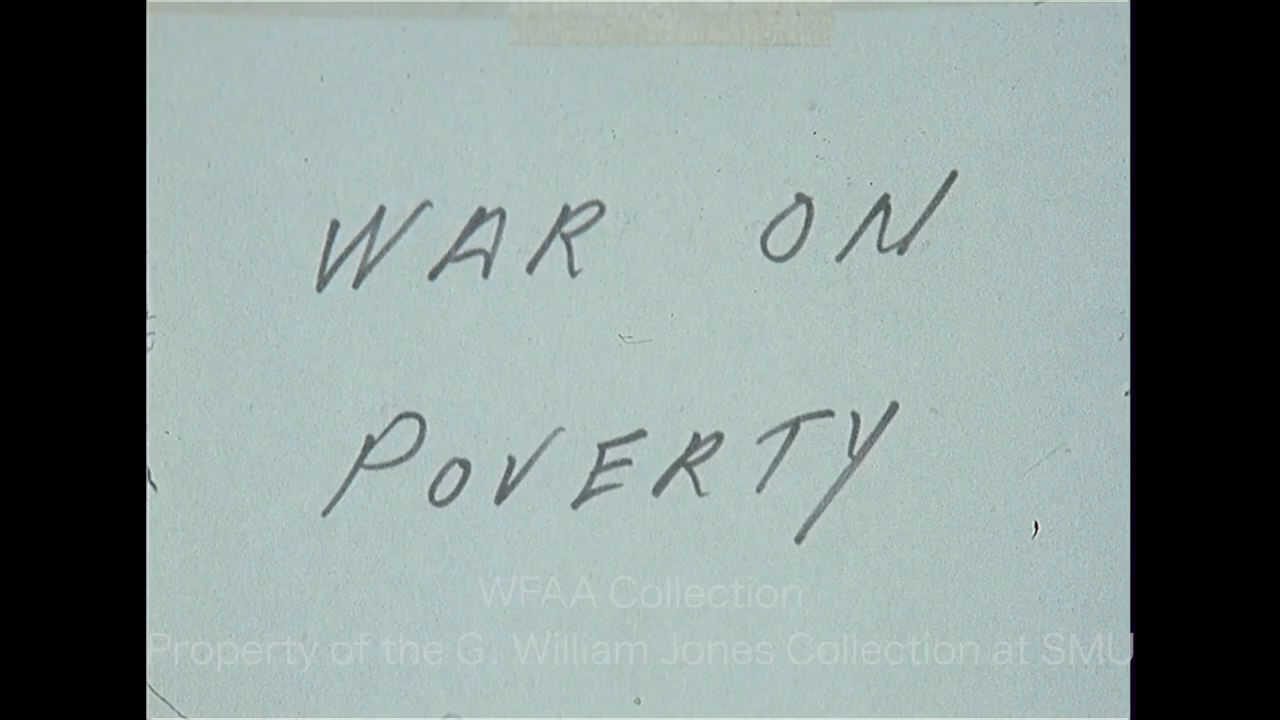 WAR ON
POVERTY
WFAA Collection
Property of the G. William Jones Collection at SMU